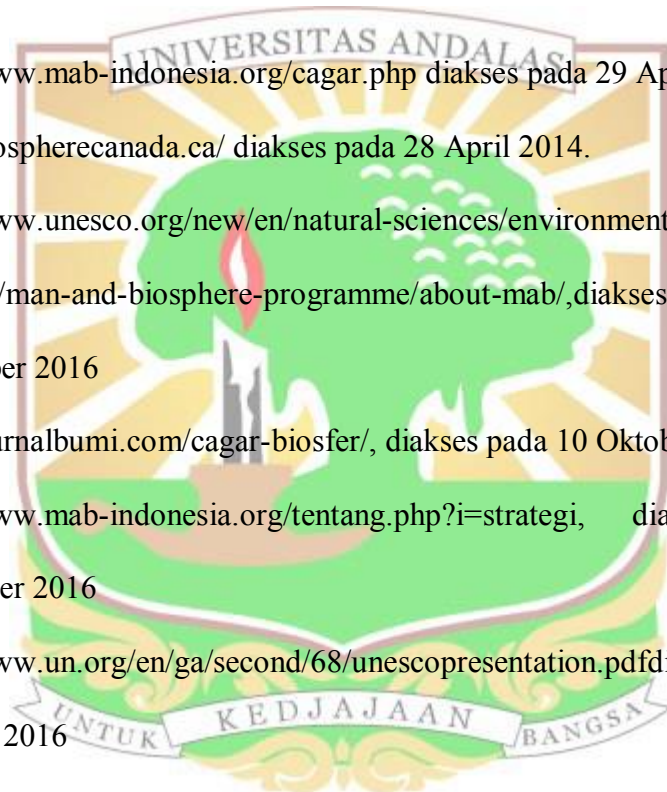 UNIVERSITAS ANDALAS
ww.mab-indonesia.org/cagar.php diakses pada 29 Ap
ospherecanada.ca/ diakses pada 28 April 2014.
ww.unesco.org/new/en/natural-sciences/environment
/man-and-biosphere-programme/about-mab/,diakses
er 2016
urnalbumi.com/cagar-biosfer/, diakses pada 10 Oktob
ww.mab-indonesia.org/tentang.php?i=strategi, dia
er 2016
ww.un.org/en/ga/second/68/unescopresentation.pdfd
2016
UNTUK KEDJAJAAN BANGSA